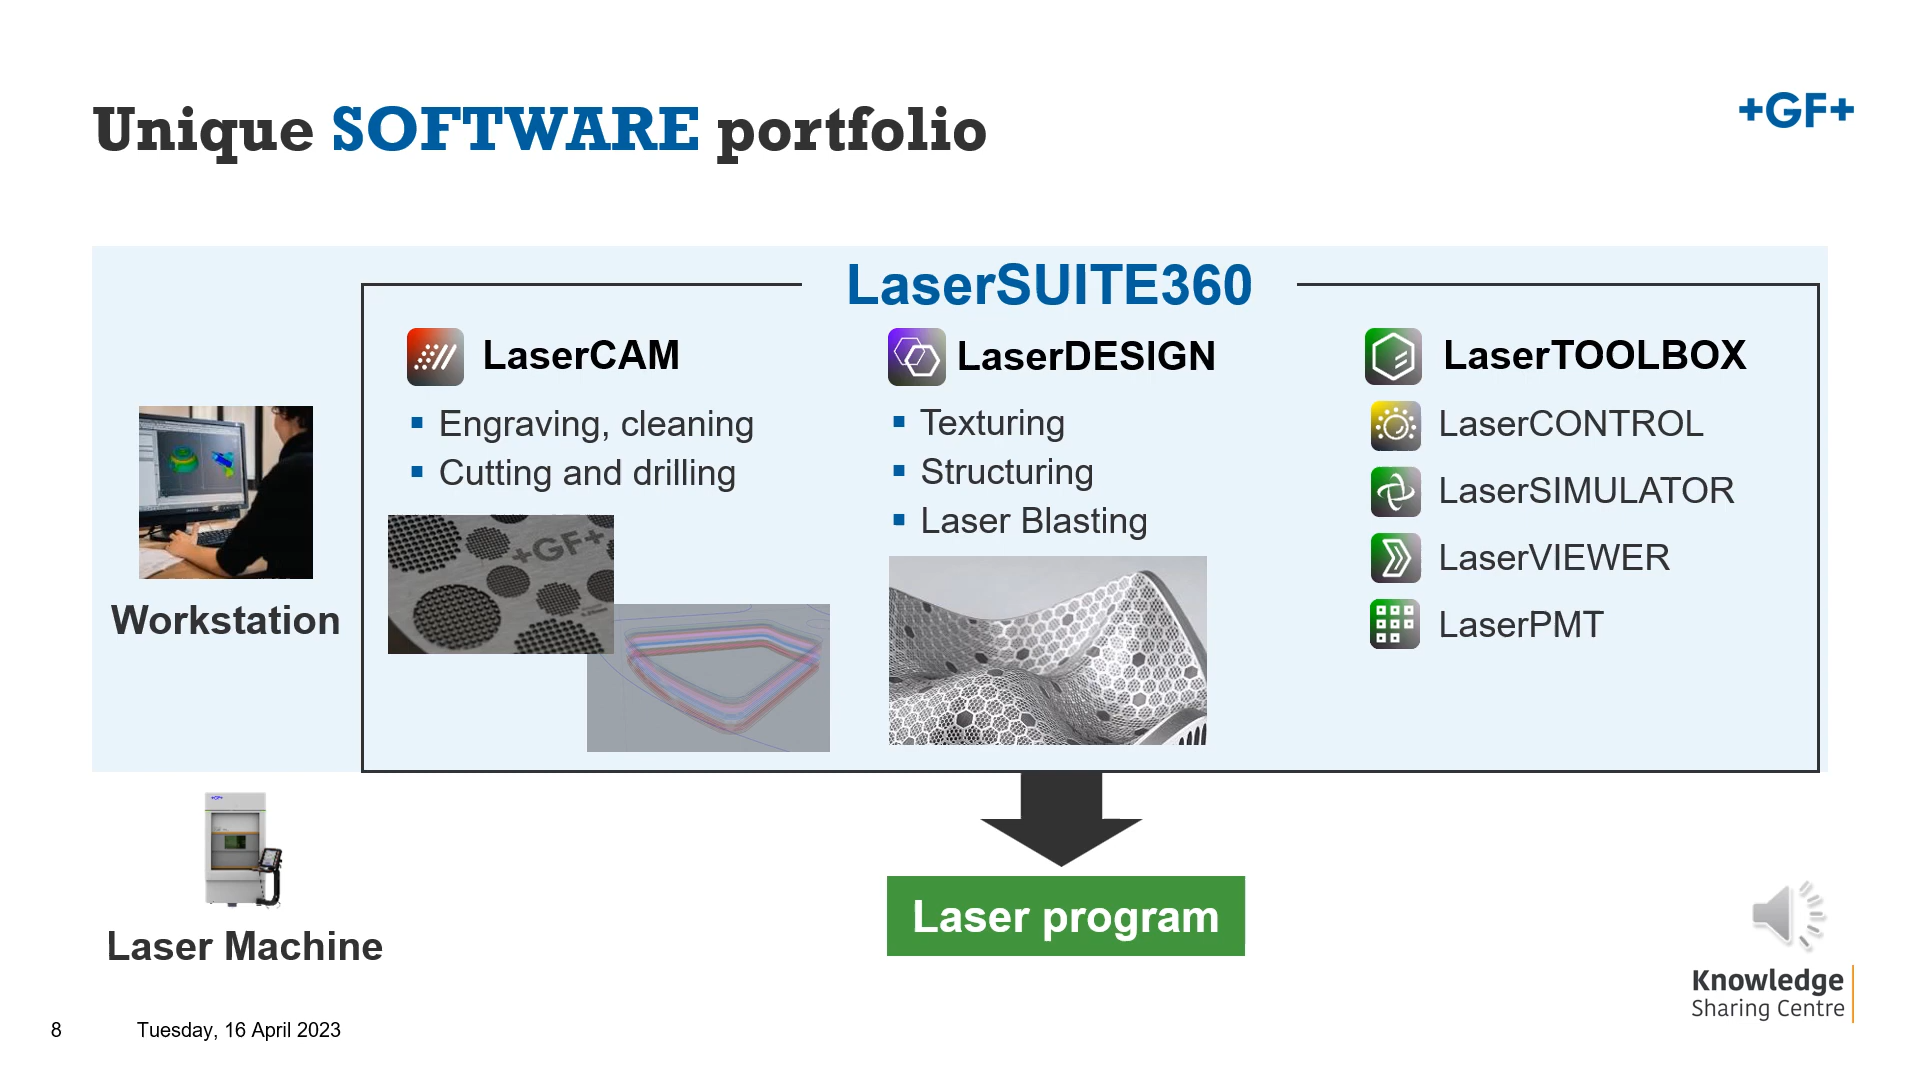 Unique SOFTWARE portfolio
+GF+
LaserSUITE360
LaserCAM
Engraving, cleaning
Cutting and drilling
+GF+
LaserDESIGN
Texturing
Structuring
Laser Blasting
LaserTOOLBOX
LaserCONTROL
LaserSIMULATOR
LaserVIEWER
LaserPMT
Workstation
+GF+
Laser Machine
Laser program
Knowledge
Sharing Centre
8 Tuesday, 16 April 2023